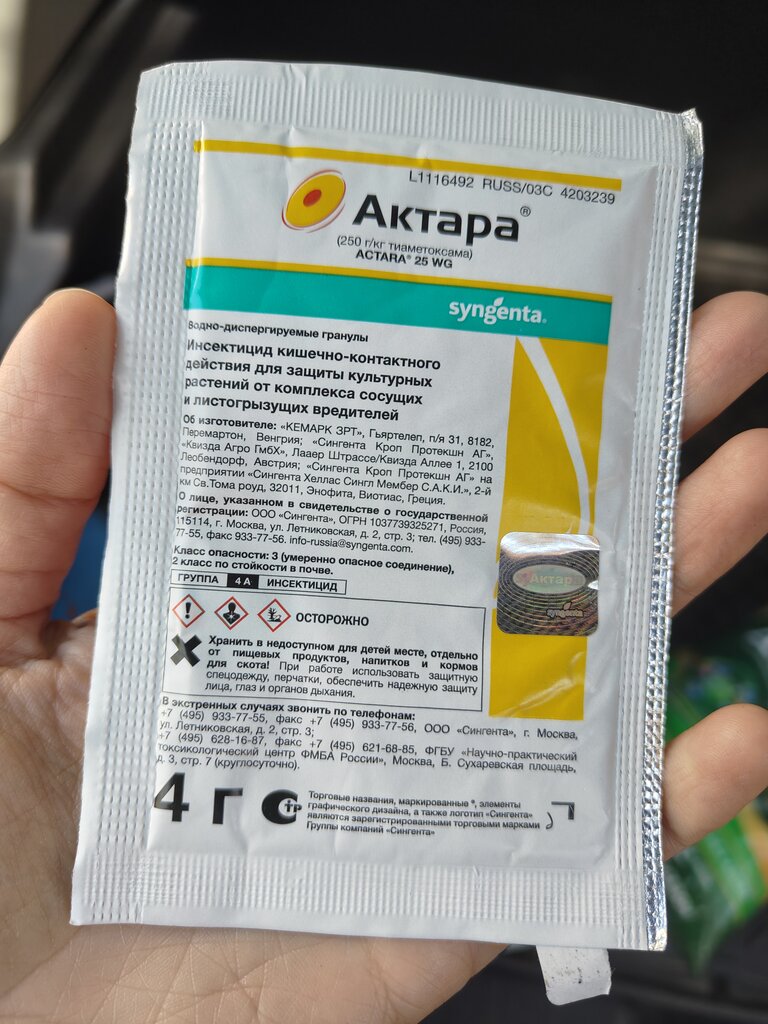 L1116492 RUSS/03C 4203239
Актара®
(250 г/кг тиаметоксама)
ACTARA® 25 WG
syngenta.
Водно-диспергируемые гранулы
Инсектицид кишечно-контактного
действия для защиты культурных
растений от комплекса сосущих
и листогрызущих вредителей
Об изготовителе: «КЕМАРК ЗРТ», Гьяртелеп, п/я 31, 8182,
Перемартон, Венгрия; «Сингента Кроп Протекшн АГ»,
«Квизда Агро ГмбХ», Лааер Штрассе/Квизда Аллее 1, 2100
Леобендорф, Австрия; «Сингента Кроп Протекшн АГ» на
предприятии «Сингента Хеллас Сингл Мембер С.А.К.И.», 2-й
км Св.Тома роуд, 32011, Энофита, Виотиас, Греция.
О лице, указанном в свидетельстве о государственной
регистрации: ООО «Сингента», ОГРН 1037739325271, Россия,
115114, г. Москва, ул. Летниковская, д. 2, стр. 3; тел. (495) 933-
77-55, факс 933-77-56. info-russia@syngenta.com.
Класс опасности: 3 (умеренно опасное соединение),
2 класс по стойкости в почве.
ГРУППА 4 А ИНСЕКТИЦИД
Актара
syngenta
ОСТОРОЖНО
Хранить в недоступном для детей месте, отдельно
от пищевых продуктов, напитков и кормов
для скота! При работе использовать защитную
спецодежду, перчатки, обеспечить надежную защиту
лица, глаз и органов дыхания.
В экстренных случаях звонить по телефонам:
+7 (495) 933-77-55, факс +7 (495) 933-77-56, ООО «Сингента», г. Москва,
ул. Летниковская, д. 2, стр. 3;
+7 (495) 628-16-87, факс +7 (495) 621-68-85, ФГБУ «Научно-практический
токсикологический центр ФМБА России», Москва, Б. Сухаревская площадь,
д. 3, стр. 7 (круглосуточно).
4 г
Торговые названия, маркированные ®, элементы
графического дизайна, а также логотип «Сингента»
являются зарегистрированными торговыми марками
Группы компаний «Сингента»